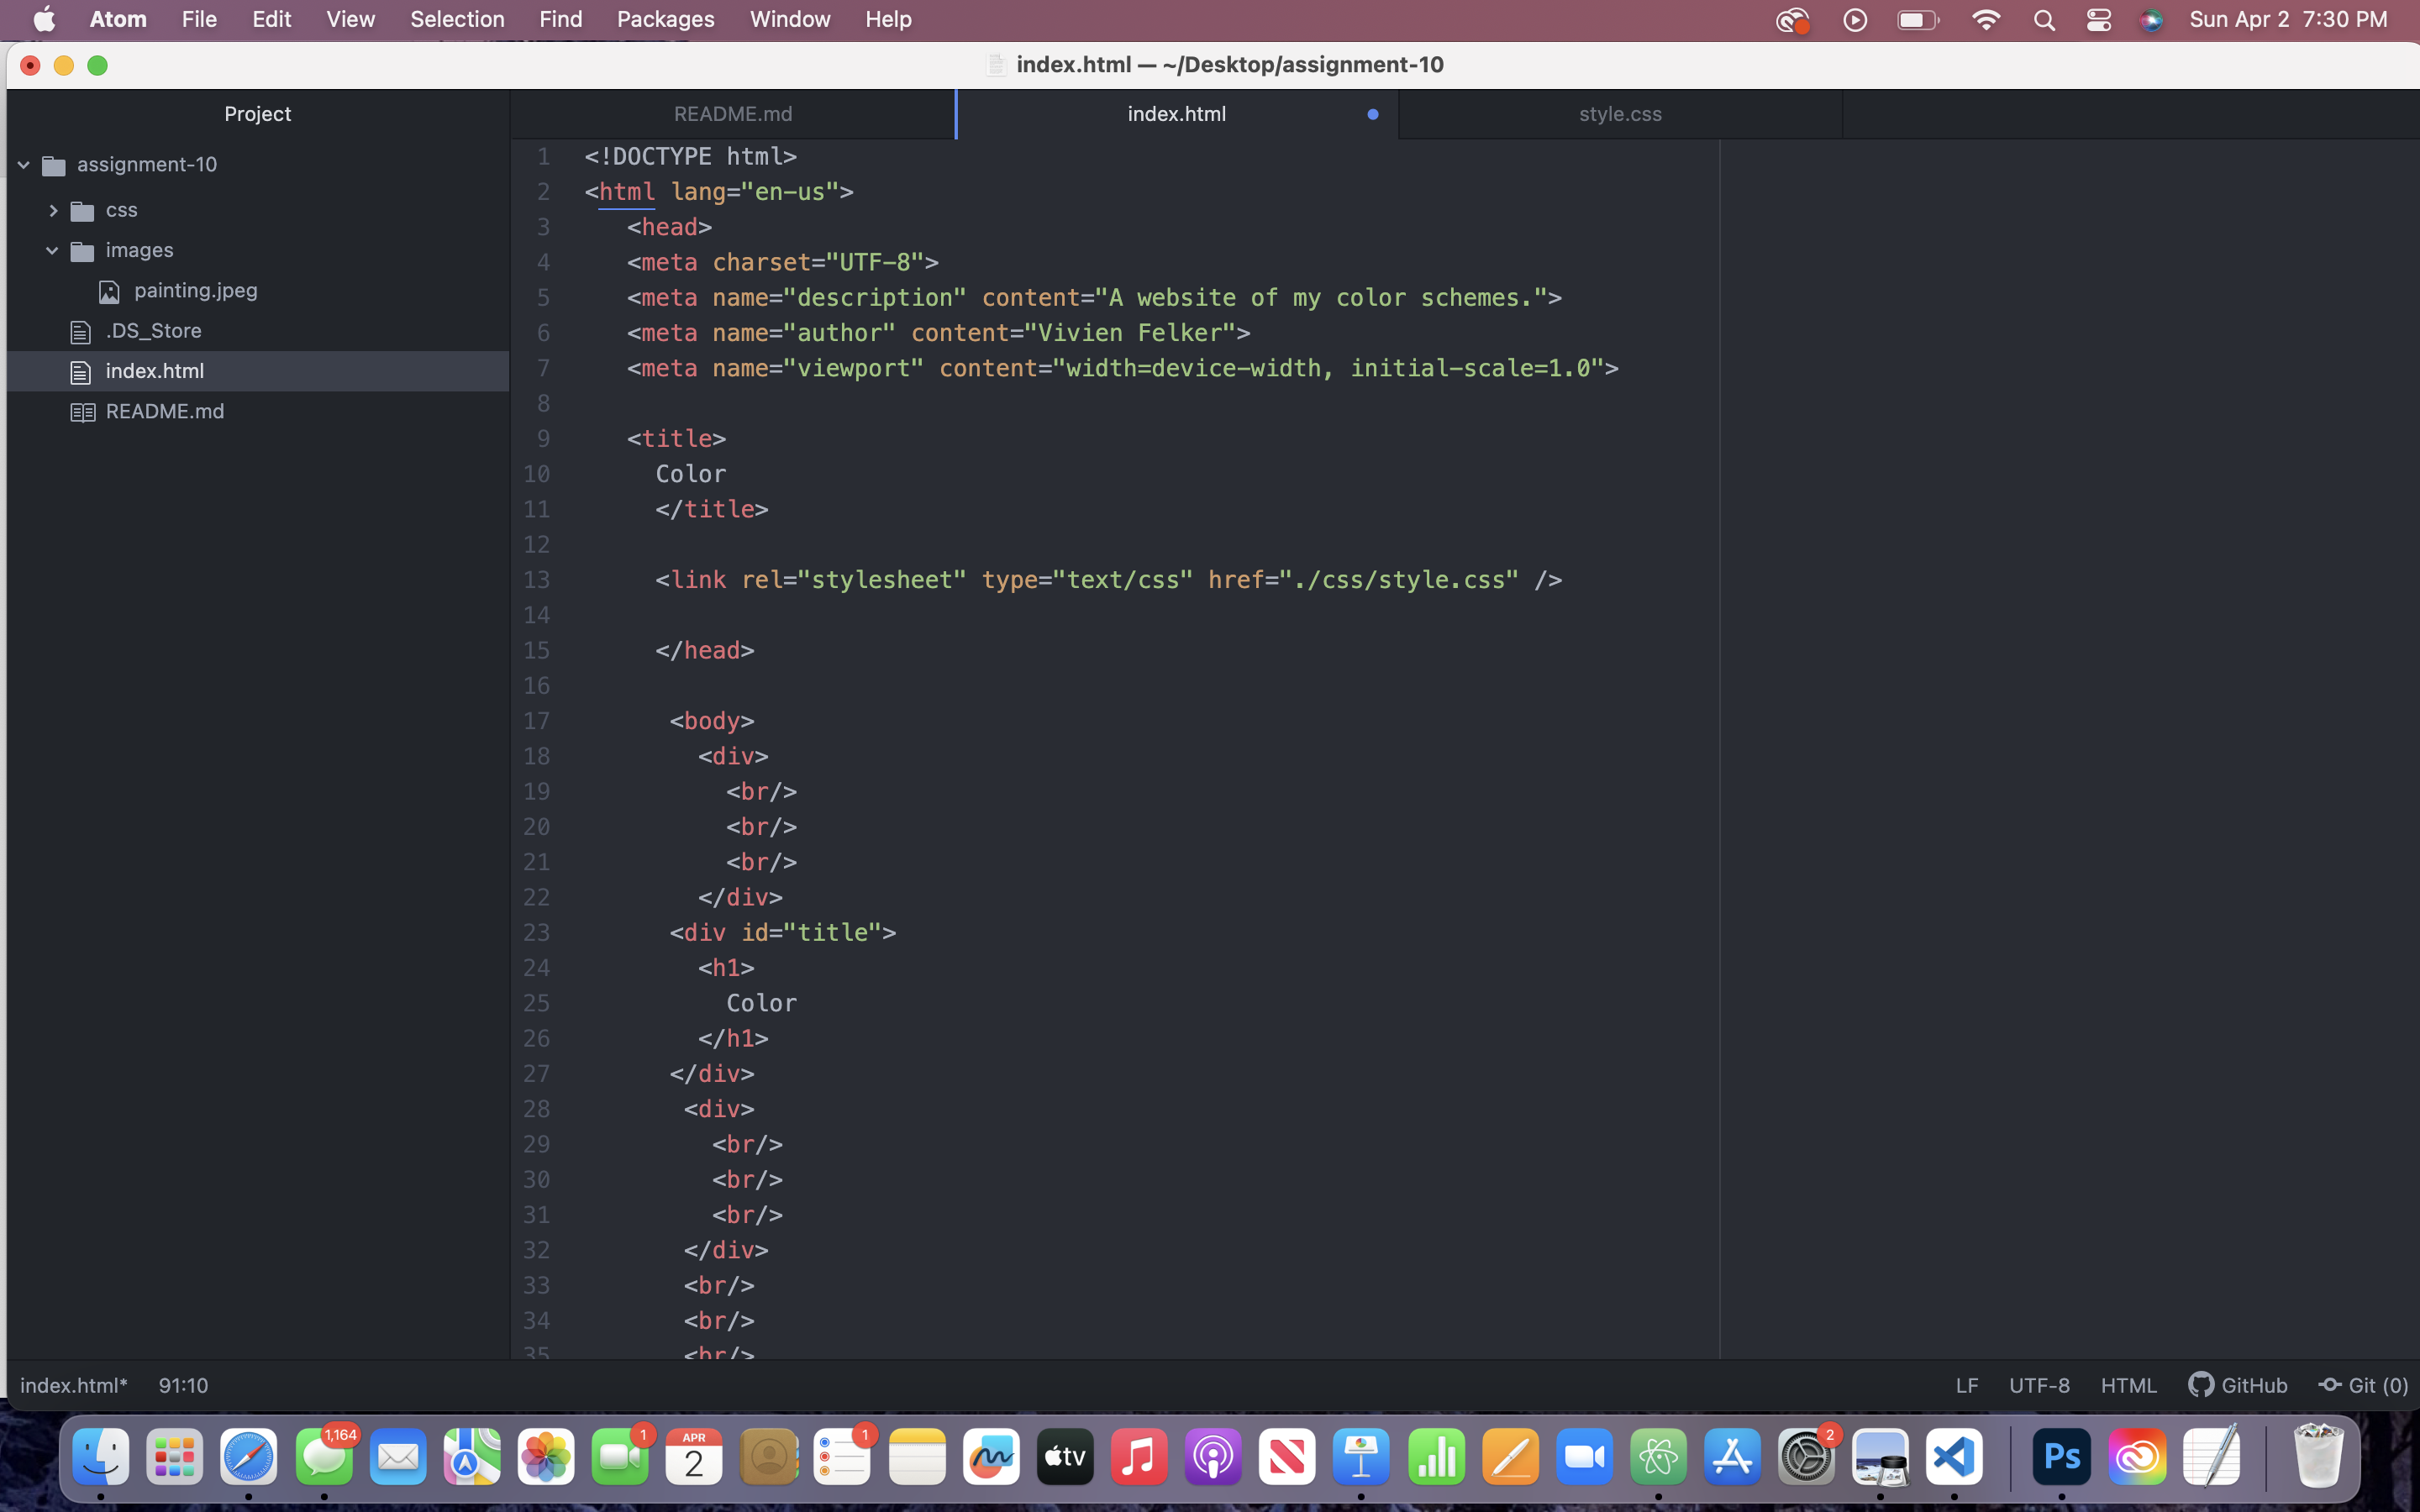 Atom File Edit View Selection Find Packages Window Help Sun Apr 2 7:30 PM
index.html — ~/Desktop/assignment-10
Project
README.md index.html style.css
assignment-10
css
images
painting.jpeg
.DS_Store
index.html
README.md
1 <!DOCTYPE html>
2 <html lang="en-us">
3 <head>
4 <meta charset="UTF-8">
5 <meta name="description" content="A website of my color schemes.">
6 <meta name="author" content="Vivien Felker">
7 <meta name="viewport" content="width=device-width, initial-scale=1.0">
8
9 <title>
10 Color
11 </title>
12
13 <link rel="stylesheet" type="text/css" href="./css/style.css" />
14
15 </head>
16
17 <body>
18 <div>
19 <br/>
20 <br/>
21 <br/>
22 </div>
23 <div id="title">
24 <h1>
25 Color
26 </h1>
27 </div>
28 <div>
29 <br/>
30 <br/>
31 <br/>
32 </div>
33 <br/>
34 <br/>
35 <br/>
index.html* 91:10 LF UTF-8 HTML GitHub Git (0)
1,164 1 APR 2 1 tv 2 Ps